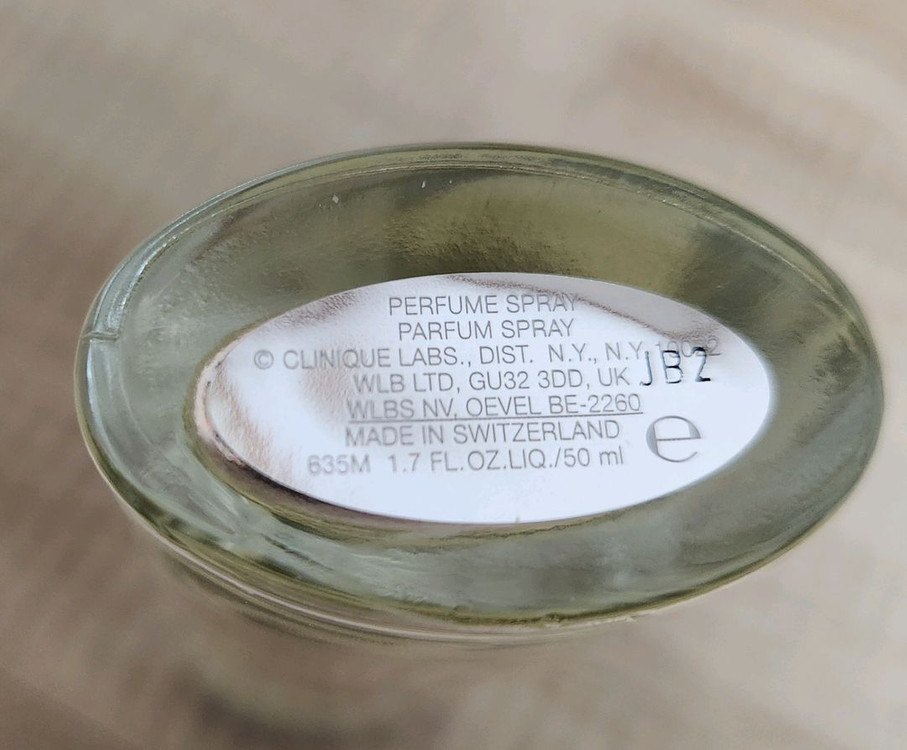 PERFUME SPRAY
PARFUM SPRAY
© CLINIQUE LABS., DIST. N.Y., N.Y. 10022
WLB LTD, GU32 3DD, UK JB2
WLBS NV, OEVEL BE-2260
MADE IN SWITZERLAND e
635M 1.7 FL.OZ.LIQ./50 ml